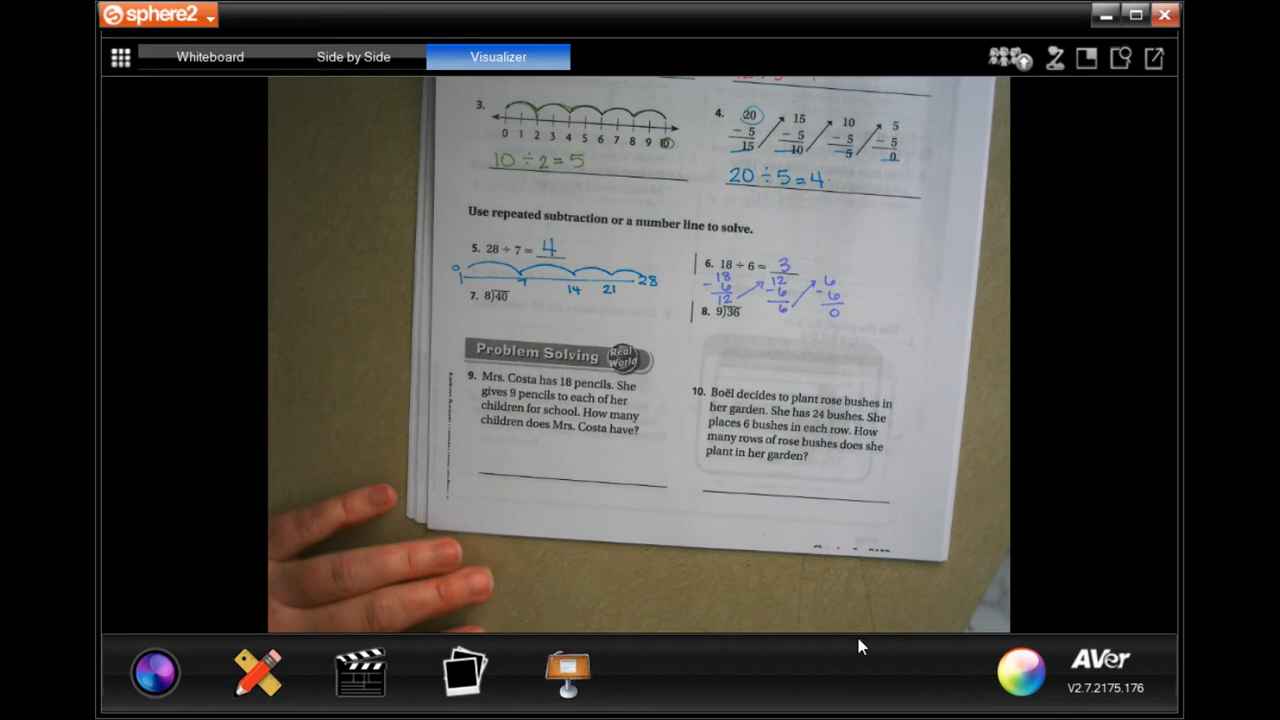 sphere2
Whiteboard Side by Side Visualizer
3.
0 1 2 3 4 5 6 7 8 9 10
10 ÷ 2 = 5
4. 20 15 10 5
- 5 - 5 - 5 - 5
15 10 5 0
20 ÷ 5 = 4
Use repeated subtraction or a number line to solve.
5. 28 ÷ 7 = 4
0 7 14 21 28
6. 18 ÷ 6 = 3
18 12 6
- 6 - 6 - 6
12 6 0
7. 8)40
8. 9)36
Problem Solving Real World
9. Mrs. Costa has 18 pencils. She
gives 9 pencils to each of her
children for school. How many
children does Mrs. Costa have?
10. Boël decides to plant rose bushes in
her garden. She has 24 bushes. She
places 6 bushes in each row. How
many rows of rose bushes does she
plant in her garden?
AVer
V2.7.2175.176